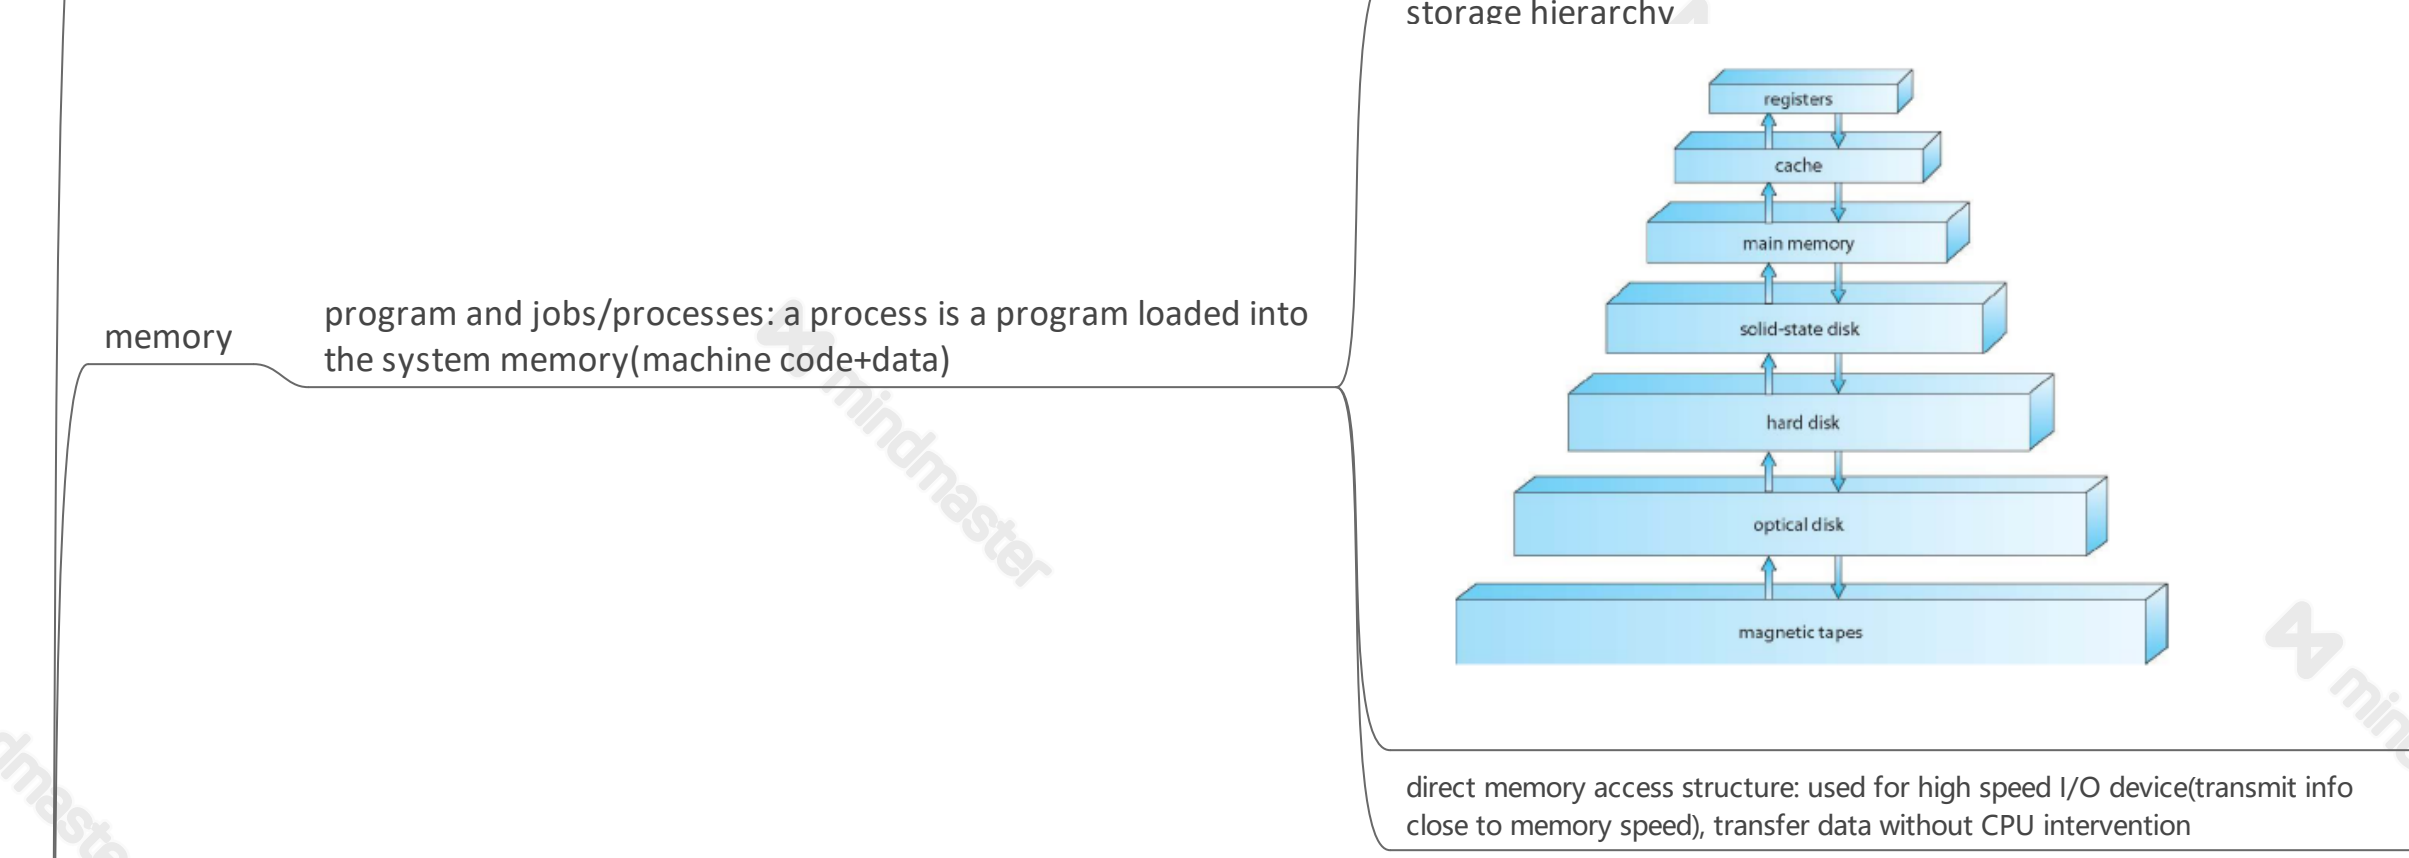 storage hierarchy
registers
cache
main memory
solid-state disk
hard disk
optical disk
magnetic tapes
memory
program and jobs/processes: a process is a program loaded into
the system memory(machine code+data)
mindmaster
direct memory access structure: used for high speed I/O device(transmit info
close to memory speed), transfer data without CPU intervention